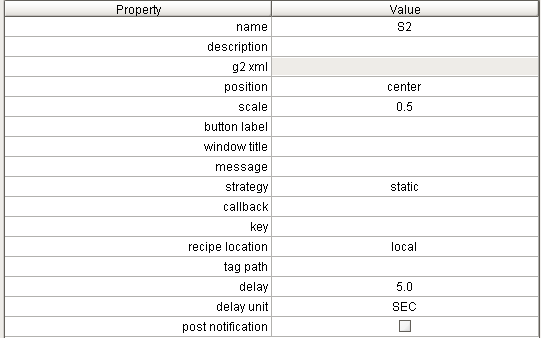 Property Value
name S2
description
g2 xml
position center
scale 0.5
button label
window title
message
strategy static
callback
key
recipe location local
tag path
delay 5.0
delay unit SEC
post notification